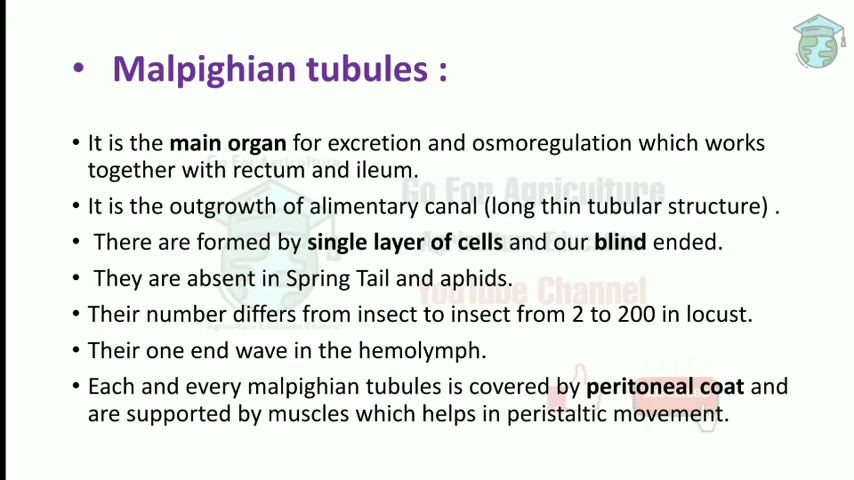 • Malpighian tubules :
• It is the main organ for excretion and osmoregulation which works
together with rectum and ileum.
• It is the outgrowth of alimentary canal (long thin tubular structure) .
• There are formed by single layer of cells and our blind ended.
• They are absent in Spring Tail and aphids.
• Their number differs from insect to insect from 2 to 200 in locust.
• Their one end wave in the hemolymph.
• Each and every malpighian tubules is covered by peritoneal coat and
are supported by muscles which helps in peristaltic movement.
Go For Agriculture
Go For Agriculture
Agriculture Education
YouTube Channel
Agriculture Education Channel